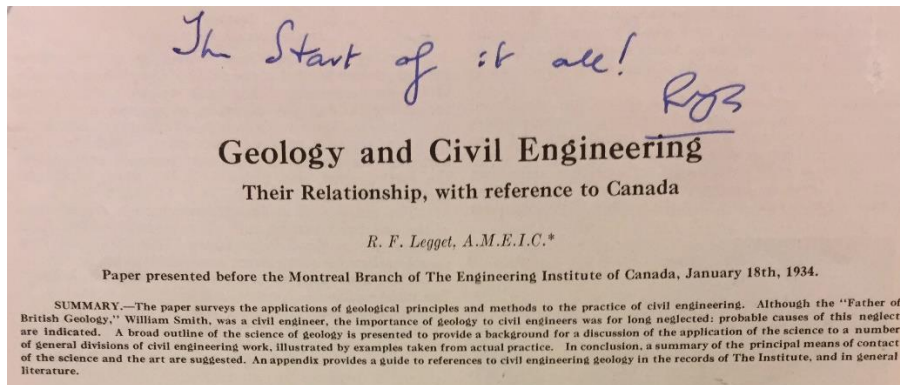 The Start of it all!
Geology and Civil Engineering
Their Relationship, with reference to Canada
R. F. Legget, A.M.E.I.C.*
Paper presented before the Montreal Branch of The Engineering Institute of Canada, January 18th, 1934.
SUMMARY.—The paper surveys the applications of geological principles and methods to the practice of civil engineering. Although the "Father of
British Geology," William Smith, was a civil engineer, the importance of geology to civil engineers was for long neglected: probable causes of this neglect
are indicated. A broad outline of the science of geology is presented to provide a background for a discussion of the application of the science to a number
of general divisions of civil engineering work, illustrated by examples taken from actual practice. In conclusion, a summary of the principal means of contact
of the science and the art are suggested. An appendix provides a guide to references to civil engineering geology in the records of The Institute, and in general
literature.